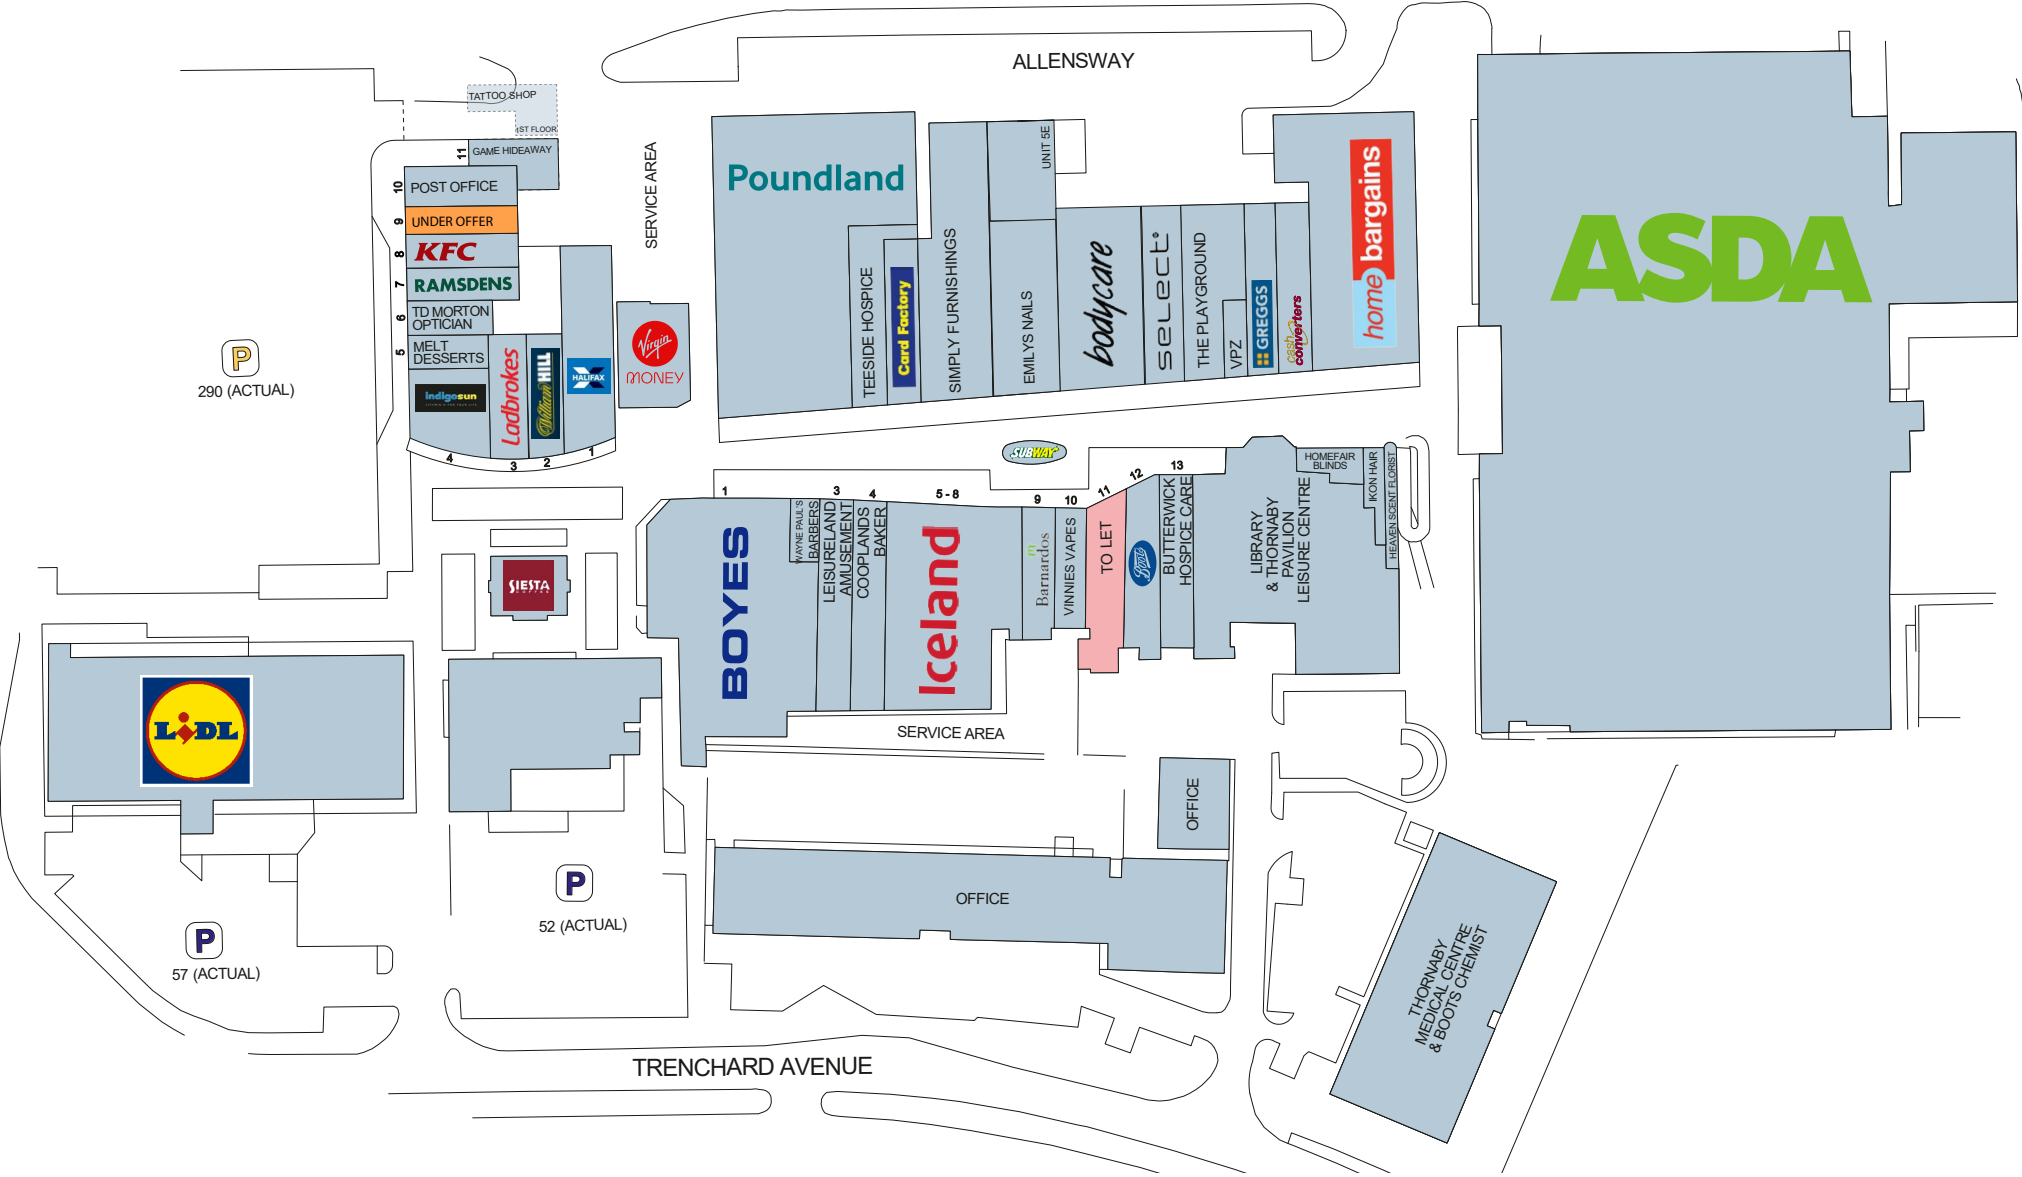 ALLENSWAY
TATTOO SHOP
1ST FLOOR
11
GAME HIDEAWAY
10
POST OFFICE
9
UNDER OFFER
8
KFC
7
RAMSDENS
6
TD MORTON
OPTICIAN
5
MELT
DESSERTS
indigosun
4
Ladbrokes
3
William HILL
2
HALIFAX
1
Virgin
MONEY
SERVICE AREA
P
290 (ACTUAL)
Poundland
TEESIDE HOSPICE
Card Factory
SIMPLY FURNISHINGS
UNIT 5E
EMILYS NAILS
bodycare
SELECT
THE PLAYGROUND
VPZ
GREGGS
cash
converters
home bargains
ASDA
SUBWAY
SIESTA
COFFEE
1
BOYES
WAYNE PAUL'S
BARBERS
3
LEISURELAND
AMUSEMENT
4
COOPLANDS
BAKER
5 - 8
Iceland
9
Barnardos
10
VINNIES VAPES
11
TO LET
12
Boots
13
BUTTERWICK
HOSPICE CARE
LIBRARY
& THORNABY
PAVILION
LEISURE CENTRE
HOMEFAIR
BLINDS
IKON HAIR
HEAVEN SCENT FLORIST
LIDL
SERVICE AREA
OFFICE
OFFICE
P
52 (ACTUAL)
P
57 (ACTUAL)
THORNABY
MEDICAL CENTRE
& BOOTS CHEMIST
TRENCHARD AVENUE